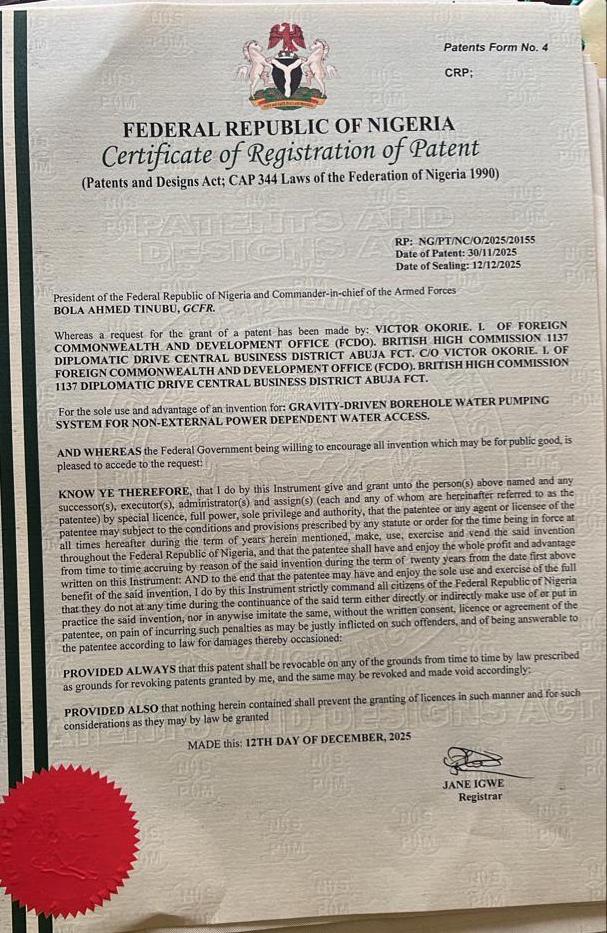 Patents Form No. 4
CRP;
FEDERAL REPUBLIC OF NIGERIA
Certificate of Registration of Patent
(Patents and Designs Act; CAP 344 Laws of the Federation of Nigeria 1990)
PATENTS AND
DESIGNS ACT
RP: NG/PT/NC/O/2025/20155
Date of Patent: 30/11/2025
Date of Sealing: 12/12/2025
President of the Federal Republic of Nigeria and Commander-in-chief of the Armed Forces
BOLA AHMED TINUBU, GCFR.
Whereas a request for the grant of a patent has been made by: VICTOR OKORIE. I. OF FOREIGN
COMMONWEALTH AND DEVELOPMENT OFFICE (FCDO). BRITISH HIGH COMMISSION 1137
DIPLOMATIC DRIVE CENTRAL BUSINESS DISTRICT ABUJA FCT. C/O VICTOR OKORIE. I. OF
FOREIGN COMMONWEALTH AND DEVELOPMENT OFFICE (FCDO). BRITISH HIGH COMMISSION
1137 DIPLOMATIC DRIVE CENTRAL BUSINESS DISTRICT ABUJA FCT.
For the sole use and advantage of an invention for: GRAVITY-DRIVEN BOREHOLE WATER PUMPING
SYSTEM FOR NON-EXTERNAL POWER DEPENDENT WATER ACCESS.
AND WHEREAS the Federal Government being willing to encourage all invention which may be for public good, is
pleased to accede to the request:
KNOW YE THEREFORE, that I do by this Instrument give and grant unto the person(s) above named and any
successor(s), executor(s), administrator(s) and assign(s) (each and any of whom are hereinafter referred to as the
patentee) by special licence, full power, sole privilege and authority, that the patentee or any agent or licensee of the
patentee may subject to the conditions and provisions prescribed by any statute or order for the time being in force at
all times hereafter during the term of years herein mentioned, make, use, exercise and vend the said invention
throughout the Federal Republic of Nigeria, and that the patentee shall have and enjoy the whole profit and advantage
from time to time accruing by reason of the said invention during the term of twenty years from the date first above
written on this Instrument: AND to the end that the patentee may have and enjoy the sole use and exercise of the full
benefit of the said invention, I do by this Instrument strictly command all citizens of the Federal Republic of Nigeria
that they do not at any time during the continuance of the said term either directly or indirectly make use of or put in
practice the said invention, nor in anywise imitate the same, without the written consent, licence or agreement of the
patentee, on pain of incurring such penalties as may be justly inflicted on such offenders, and of being answerable to
the patentee according to law for damages thereby occasioned:
PROVIDED ALWAYS that this patent shall be revocable on any of the grounds from time to time by law prescribed
as grounds for revoking patents granted by me, and the same may be revoked and made void accordingly:
PROVIDED ALSO that nothing herein contained shall prevent the granting of licences in such manner and for such
considerations as they may by law be granted
MADE this: 12TH DAY OF DECEMBER, 2025
JANE IGWE
Registrar